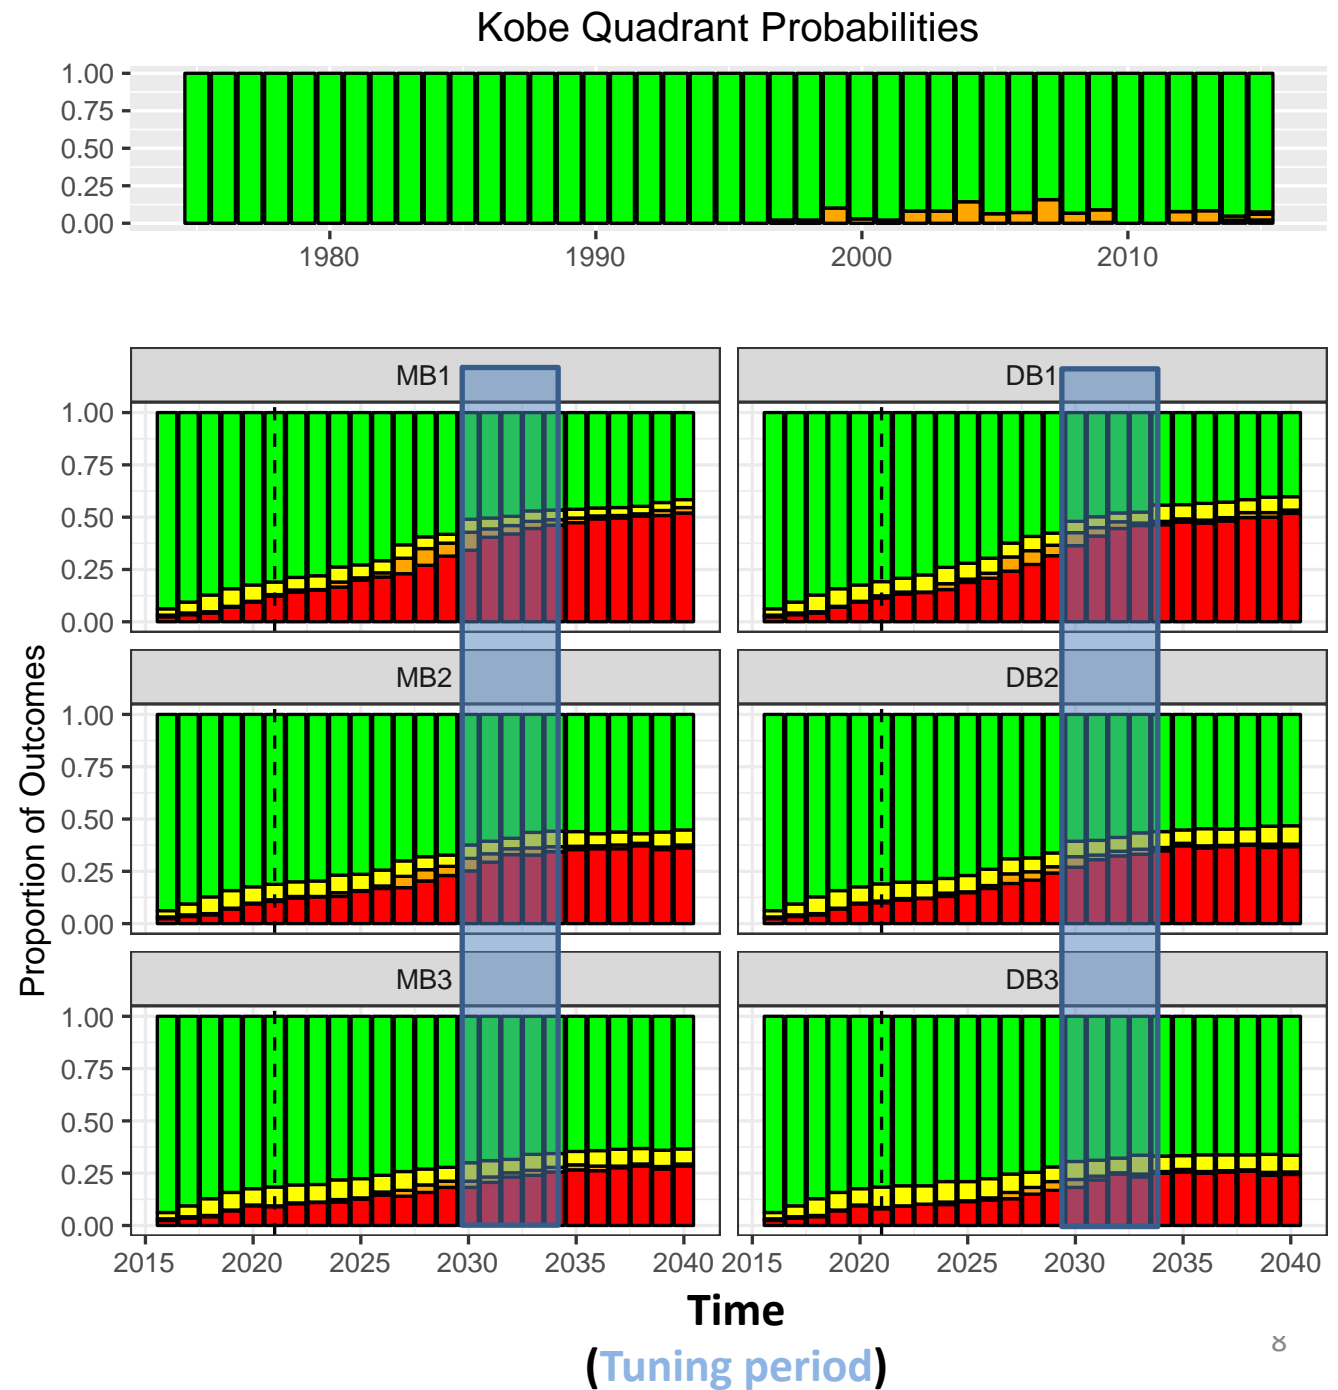 Kobe Quadrant Probabilities
1.00
0.75
0.50
0.25
0.00
1980 1990 2000 2010
MB1 DB1
1.00
0.75
0.50
0.25
0.00
MB2 DB2
1.00
0.75
0.50
0.25
0.00
MB3 DB3
1.00
0.75
0.50
0.25
0.00
Proportion of Outcomes
2015 2020 2025 2030 2035 2040 2015 2020 2025 2030 2035 2040
Time
(Tuning period)
8